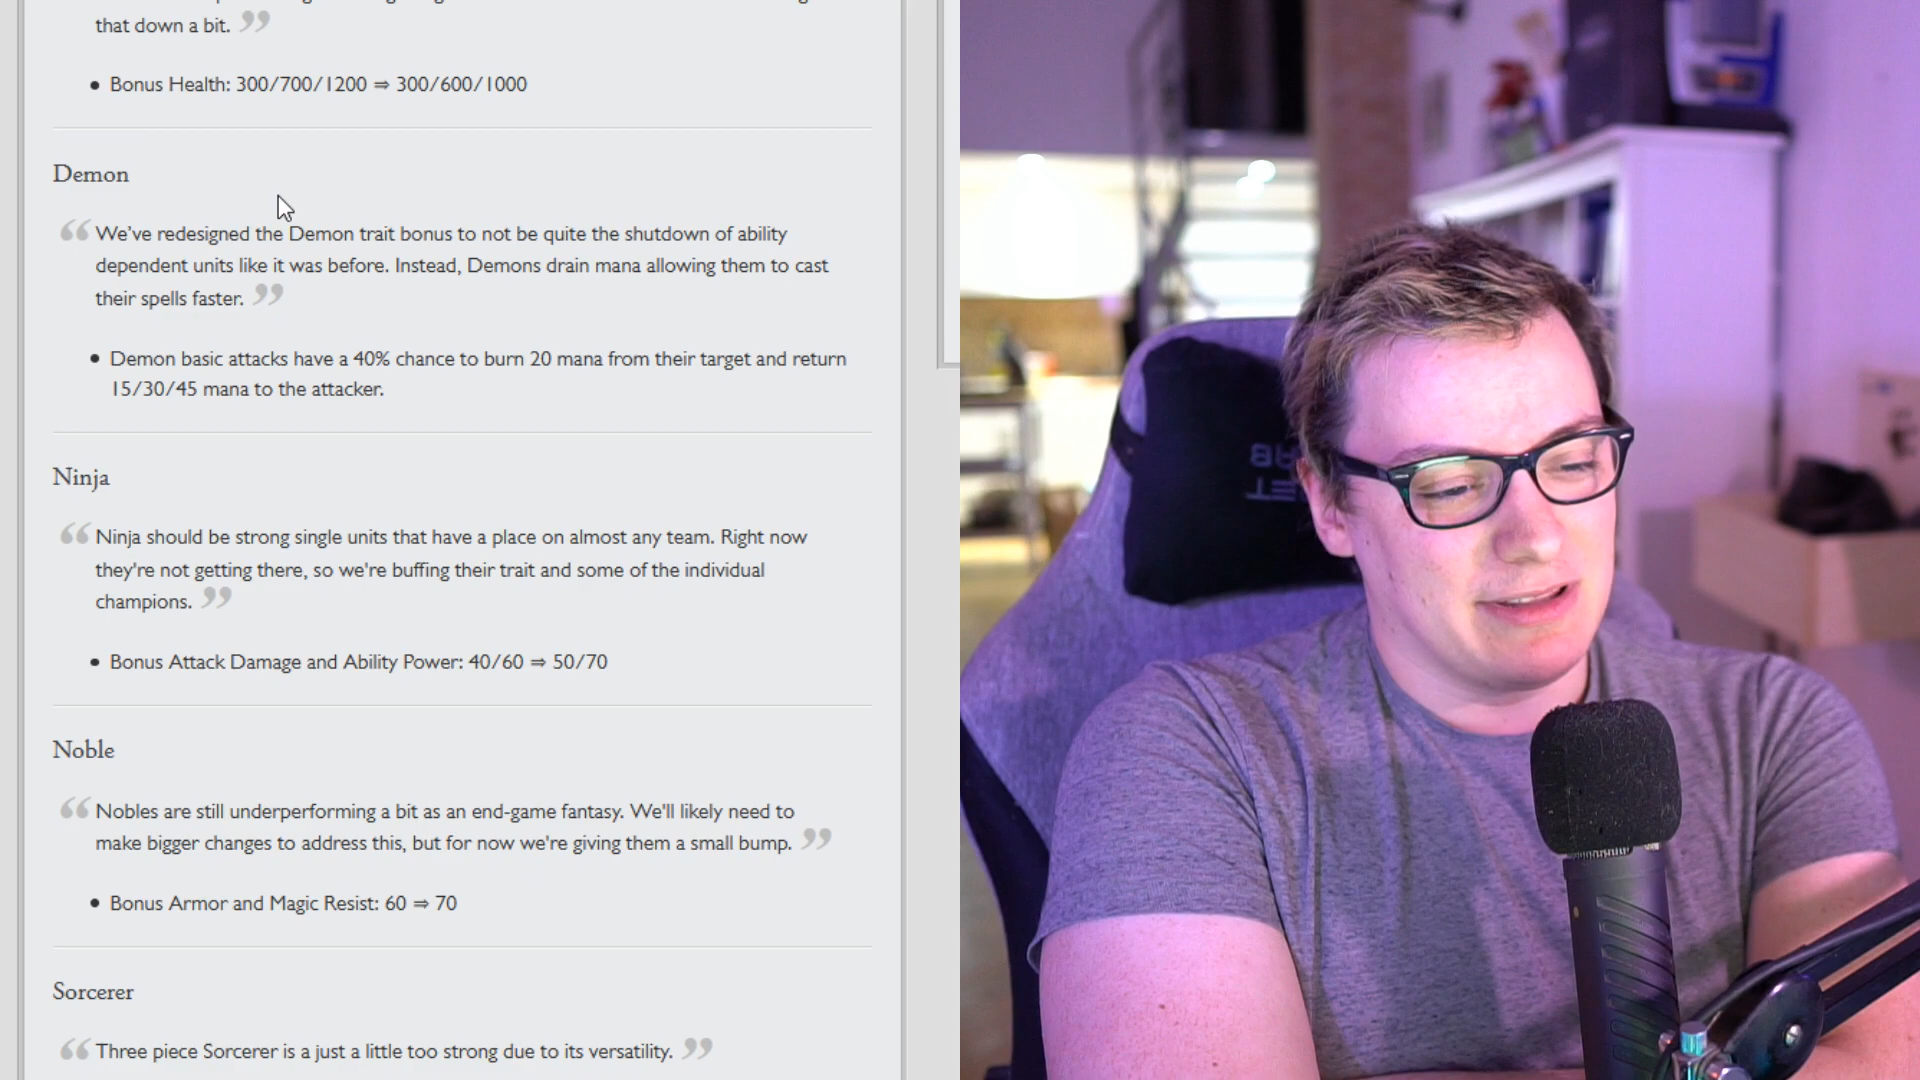 that down a bit. ”
• Bonus Health: 300/700/1200 ⇒ 300/600/1000
Demon
“ We’ve redesigned the Demon trait bonus to not be quite the shutdown of ability
dependent units like it was before. Instead, Demons drain mana allowing them to cast
their spells faster. ”
• Demon basic attacks have a 40% chance to burn 20 mana from their target and return
15/30/45 mana to the attacker.
Ninja
“ Ninja should be strong single units that have a place on almost any team. Right now
they're not getting there, so we're buffing their trait and some of the individual
champions. ”
• Bonus Attack Damage and Ability Power: 40/60 ⇒ 50/70
Noble
“ Nobles are still underperforming a bit as an end-game fantasy. We'll likely need to
make bigger changes to address this, but for now we're giving them a small bump. ”
• Bonus Armor and Magic Resist: 60 ⇒ 70
Sorcerer
“ Three piece Sorcerer is a just a little too strong due to its versatility. ”